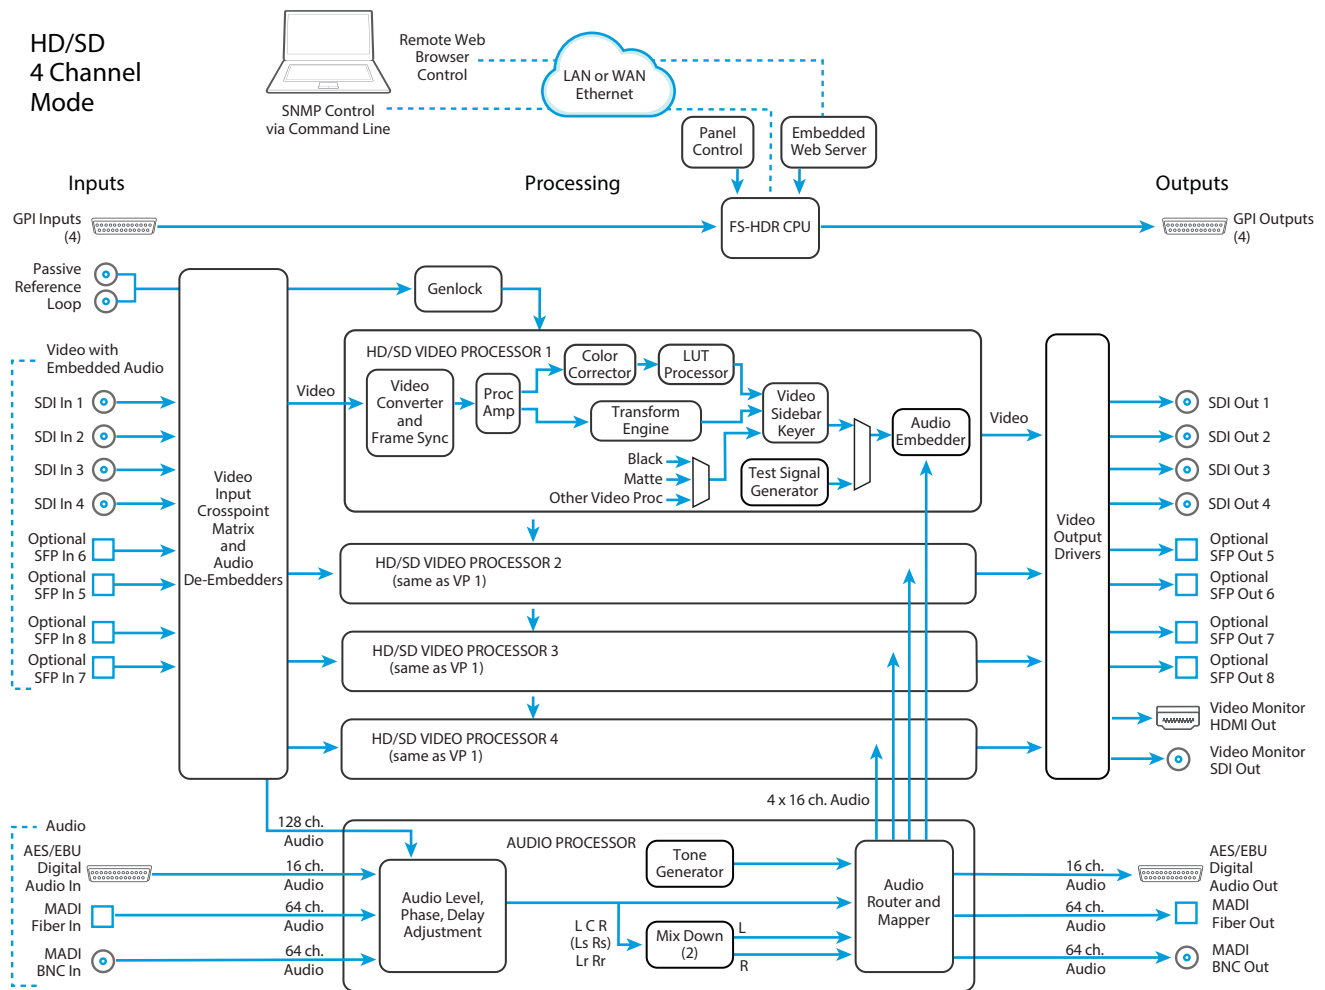 HD/SD
4 Channel
Mode
Remote Web
Browser
Control
LAN or WAN
Ethernet
SNMP Control
via Command Line
Panel
Control
Embedded
Web Server
Inputs
Processing
Outputs
GPI Inputs
(4)
FS-HDR CPU
GPI Outputs
(4)
Passive
Reference
Loop
Genlock
Video with
Embedded Audio
SDI In 1
SDI In 2
SDI In 3
SDI In 4
Optional
SFP In 6
Optional
SFP In 5
Optional
SFP In 8
Optional
SFP In 7
Video
Input
Crosspoint
Matrix
and
Audio
De-Embedders
Video
HD/SD VIDEO PROCESSOR 1
Video
Converter
and
Frame Sync
Proc
Amp
Color
Corrector
LUT
Processor
Transform
Engine
Video
Sidebar
Keyer
Black
Matte
Other Video Proc
Test Signal
Generator
Audio
Embedder
Video
HD/SD VIDEO PROCESSOR 2
(same as VP 1)
HD/SD VIDEO PROCESSOR 3
(same as VP 1)
HD/SD VIDEO PROCESSOR 4
(same as VP 1)
Video
Output
Drivers
SDI Out 1
SDI Out 2
SDI Out 3
SDI Out 4
Optional
SFP Out 5
Optional
SFP Out 6
Optional
SFP Out 7
Optional
SFP Out 8
Video Monitor
HDMI Out
Video Monitor
SDI Out
4 x 16 ch. Audio
Audio
AES/EBU
Digital
Audio In
MADI
Fiber In
MADI
BNC In
128 ch.
Audio
16 ch.
Audio
64 ch.
Audio
64 ch.
Audio
AUDIO PROCESSOR
Audio Level,
Phase, Delay
Adjustment
Tone
Generator
L C R
(Ls Rs)
Lr Rr
Mix Down
(2)
L
R
Audio
Router and
Mapper
16 ch.
Audio
64 ch.
Audio
64 ch.
Audio
AES/EBU
Digital
Audio Out
MADI
Fiber Out
MADI
BNC Out